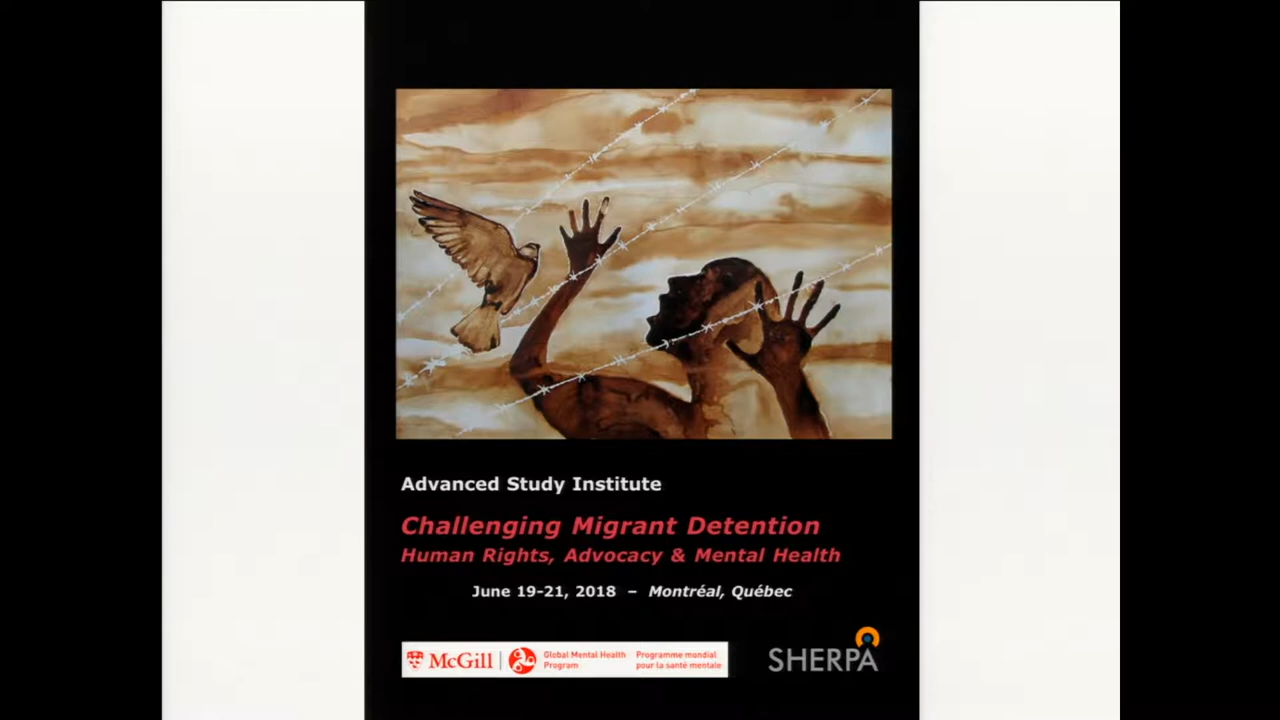 Advanced Study Institute
Challenging Migrant Detention
Human Rights, Advocacy & Mental Health
June 19-21, 2018 – Montréal, Québec
McGill
Global Mental Health
Program
Programme mondial
pour la santé mentale
SHERPA